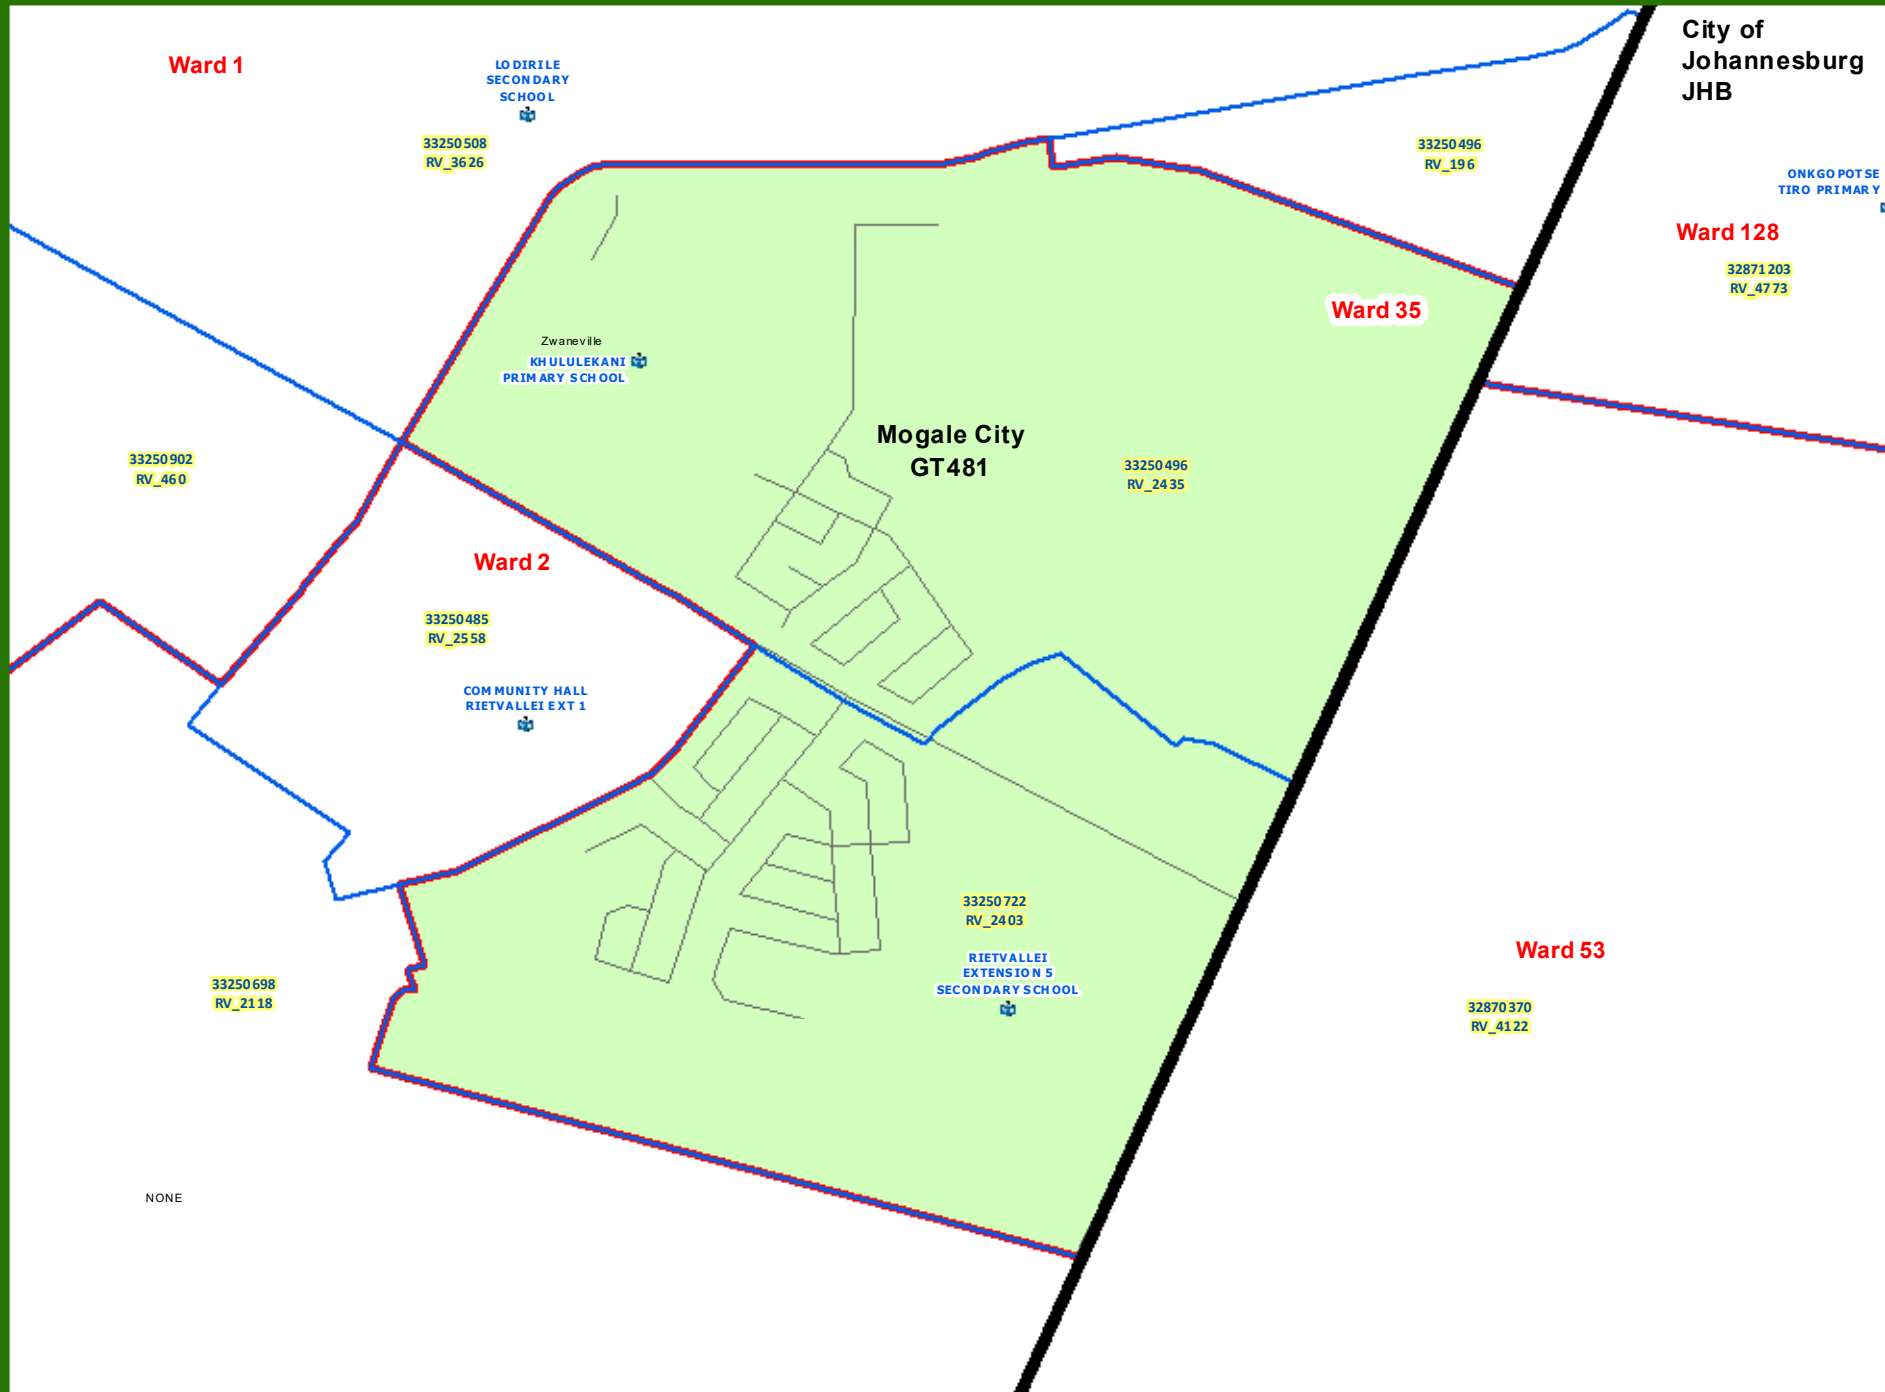 City of
Johannesburg
JHB
Ward 1
LODIRILE
SECONDARY
SCHOOL
33250508
RV_3626
33250496
RV_196
ONKGOPOTSE
TIRO PRIMARY
Ward 128
32871203
RV_4773
Ward 35
Zwaneville
KHULULEKANI
PRIMARY SCHOOL
Mogale City
GT481
33250902
RV_460
33250496
RV_2435
Ward 2
33250485
RV_2558
COMMUNITY HALL
RIETVALLEI EXT 1
33250722
RV_2403
RIETVALLEI
EXTENSION 5
SECONDARY SCHOOL
Ward 53
33250698
RV_2118
32870370
RV_4122
NONE